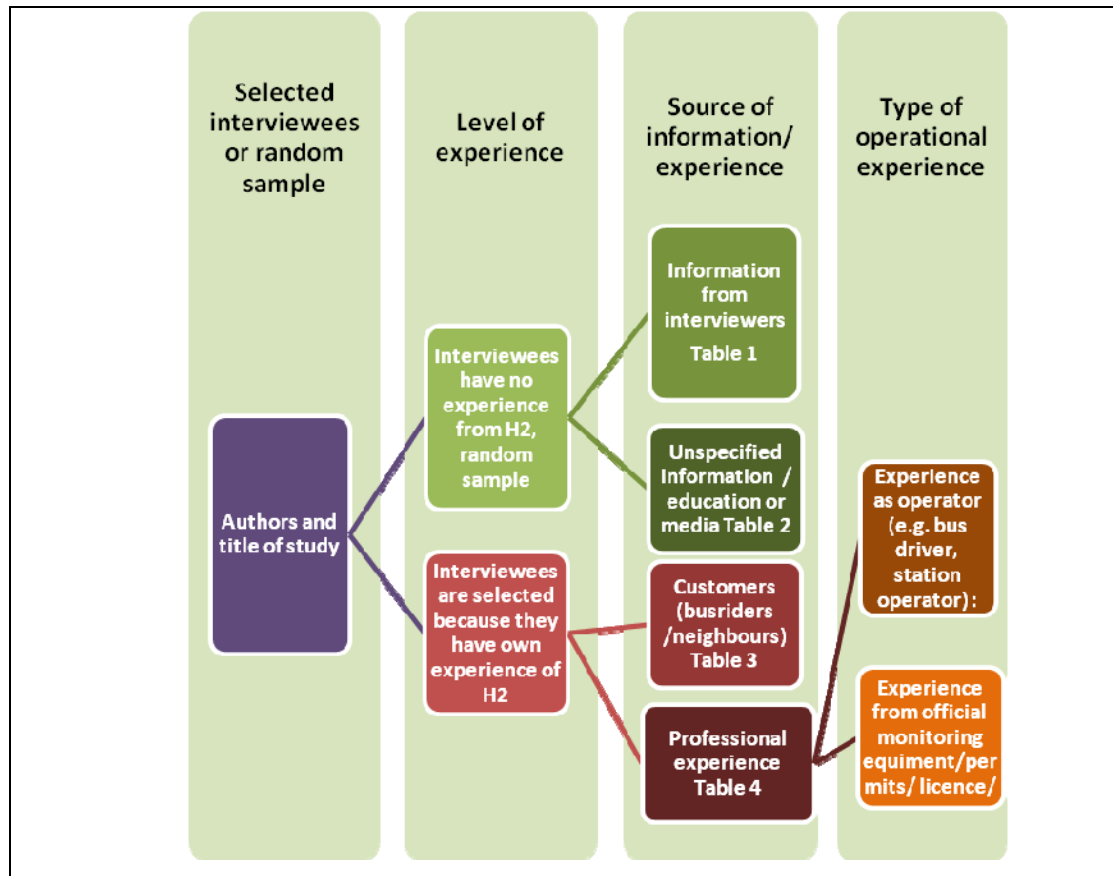 Selected
interviewees
or random
sample
Level of
experience
Source of
information/
experience
Type of
operational
experience
Authors and
title of study
Interviewees
have no
experience
from H2,
random
sample
Interviewees
are selected
because they
have own
experience of
H2
Information
from
interviewers
Table 1
Unspecified
Information /
education or
media Table 2
Customers
(busriders
/neighbours)
Table 3
Professional
experience
Table 4
Experience
as operator
(e.g. bus
driver,
station
operator):
Experience
from official
monitoring
equiment/per
mits/ licence/